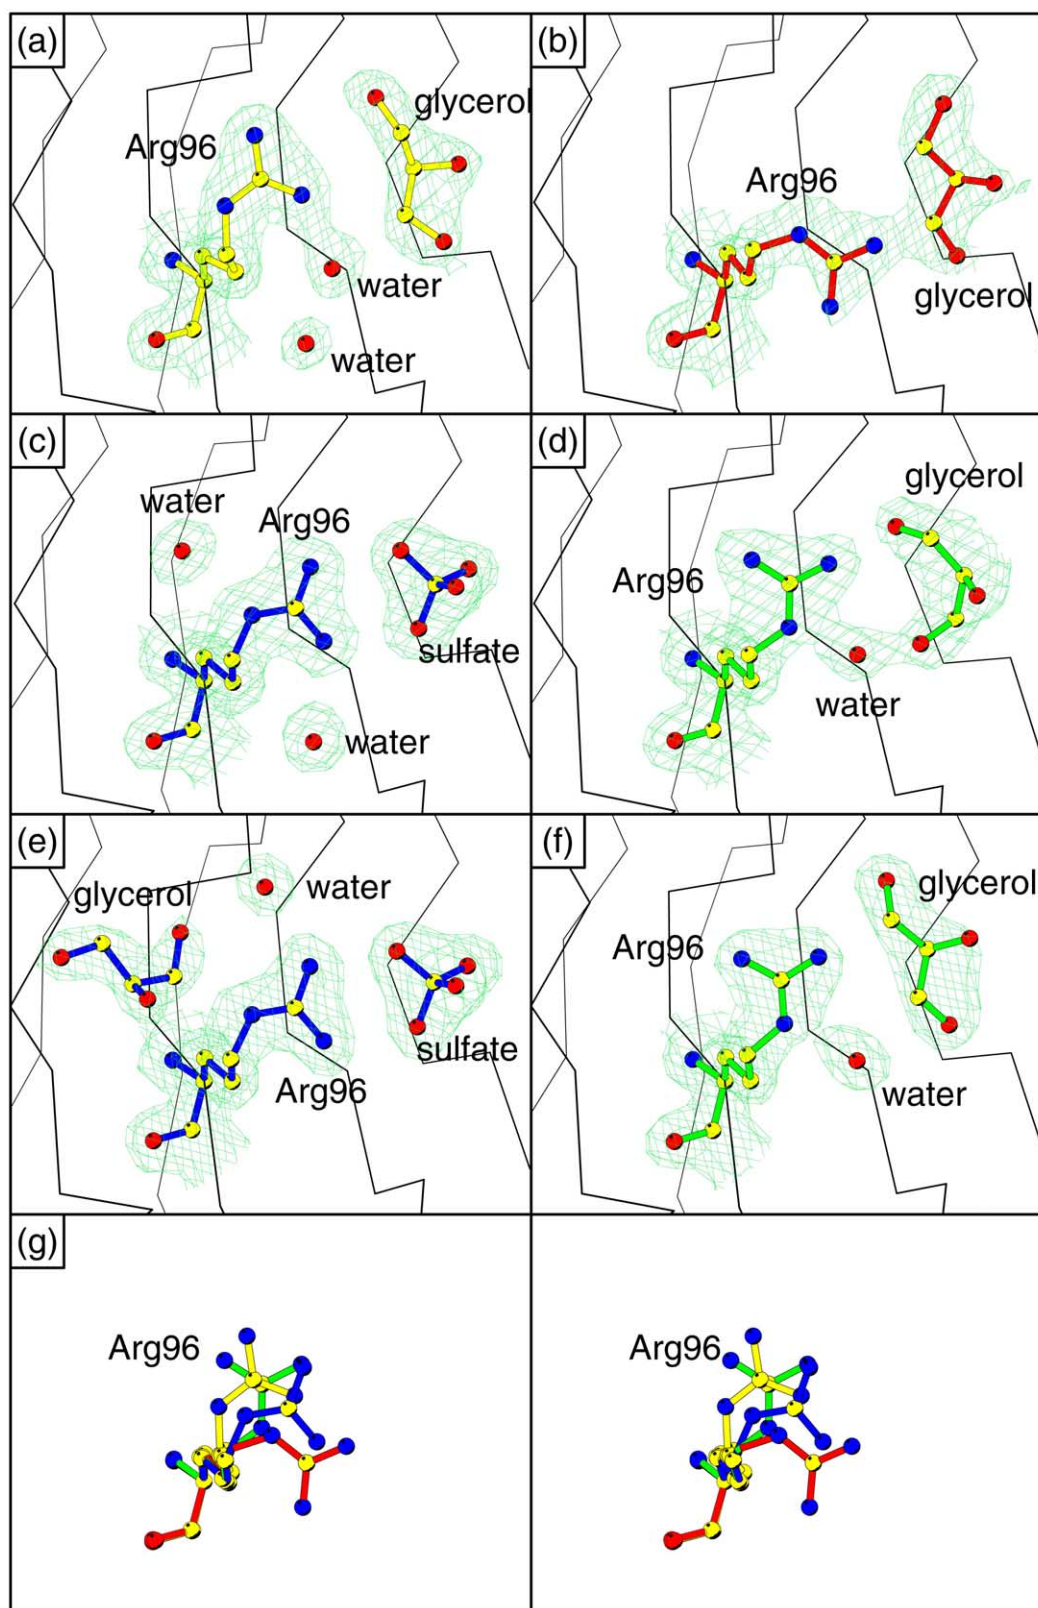 (a)
glycerol
Arg96
water
water
(b)
Arg96
glycerol
(c)
water
Arg96
sulfate
water
(d)
glycerol
Arg96
water
(e)
glycerol
water
sulfate
Arg96
(f)
glycerol
Arg96
water
(g)
Arg96
Arg96